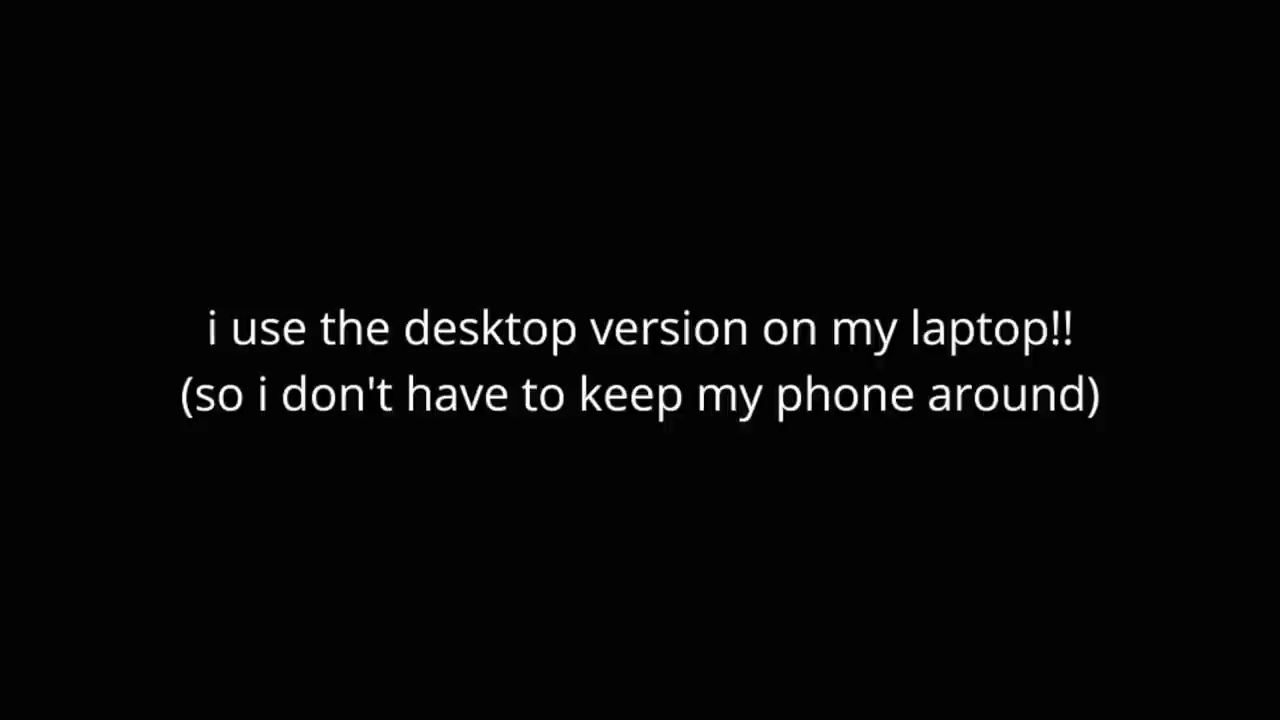 i use the desktop version on my laptop!!
(so i don't have to keep my phone around)